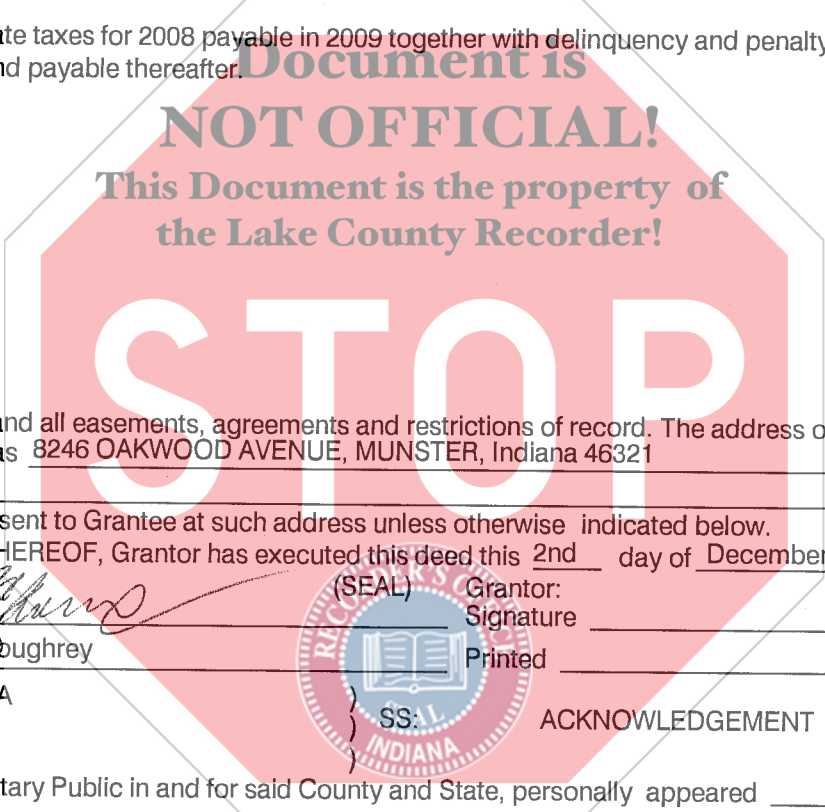 te taxes for 2008 payable in 2009 together with delinquency and penalty
nd payable thereafter.
Document is
NOT OFFICIAL!
This Document is the property of
the Lake County Recorder!
STOP
and all easements, agreements and restrictions of record. The address o
as 8246 OAKWOOD AVENUE, MUNSTER, Indiana 46321
sent to Grantee at such address unless otherwise indicated below.
HEREOF, Grantor has executed this deed this 2nd day of December
(SEAL) Grantor:
Signature
oughrey Printed
A
) SS: ACKNOWLEDGEMENT
RECORDER'S OFFICE
SEAL
INDIANA
tary Public in and for said County and State, personally appeared